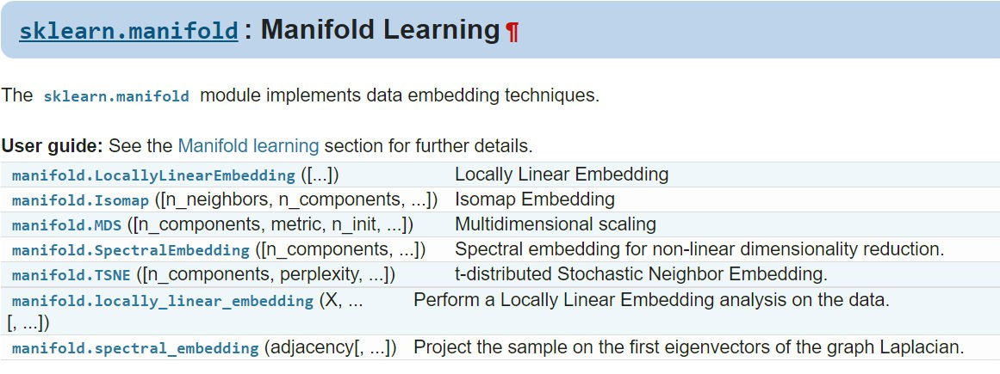 sklearn.manifold: Manifold Learning¶
The sklearn.manifold module implements data embedding techniques.
User guide: See the Manifold learning section for further details.
manifold.LocallyLinearEmbedding ([...]) Locally Linear Embedding
manifold.Isomap ([n_neighbors, n_components, ...]) Isomap Embedding
manifold.MDS ([n_components, metric, n_init, ...]) Multidimensional scaling
manifold.SpectralEmbedding ([n_components, ...]) Spectral embedding for non-linear dimensionality reduction.
manifold.TSNE ([n_components, perplexity, ...]) t-distributed Stochastic Neighbor Embedding.
manifold.locally_linear_embedding (X, ... Perform a Locally Linear Embedding analysis on the data.
[, ...])
manifold.spectral_embedding (adjacency[, ...]) Project the sample on the first eigenvectors of the graph Laplacian.